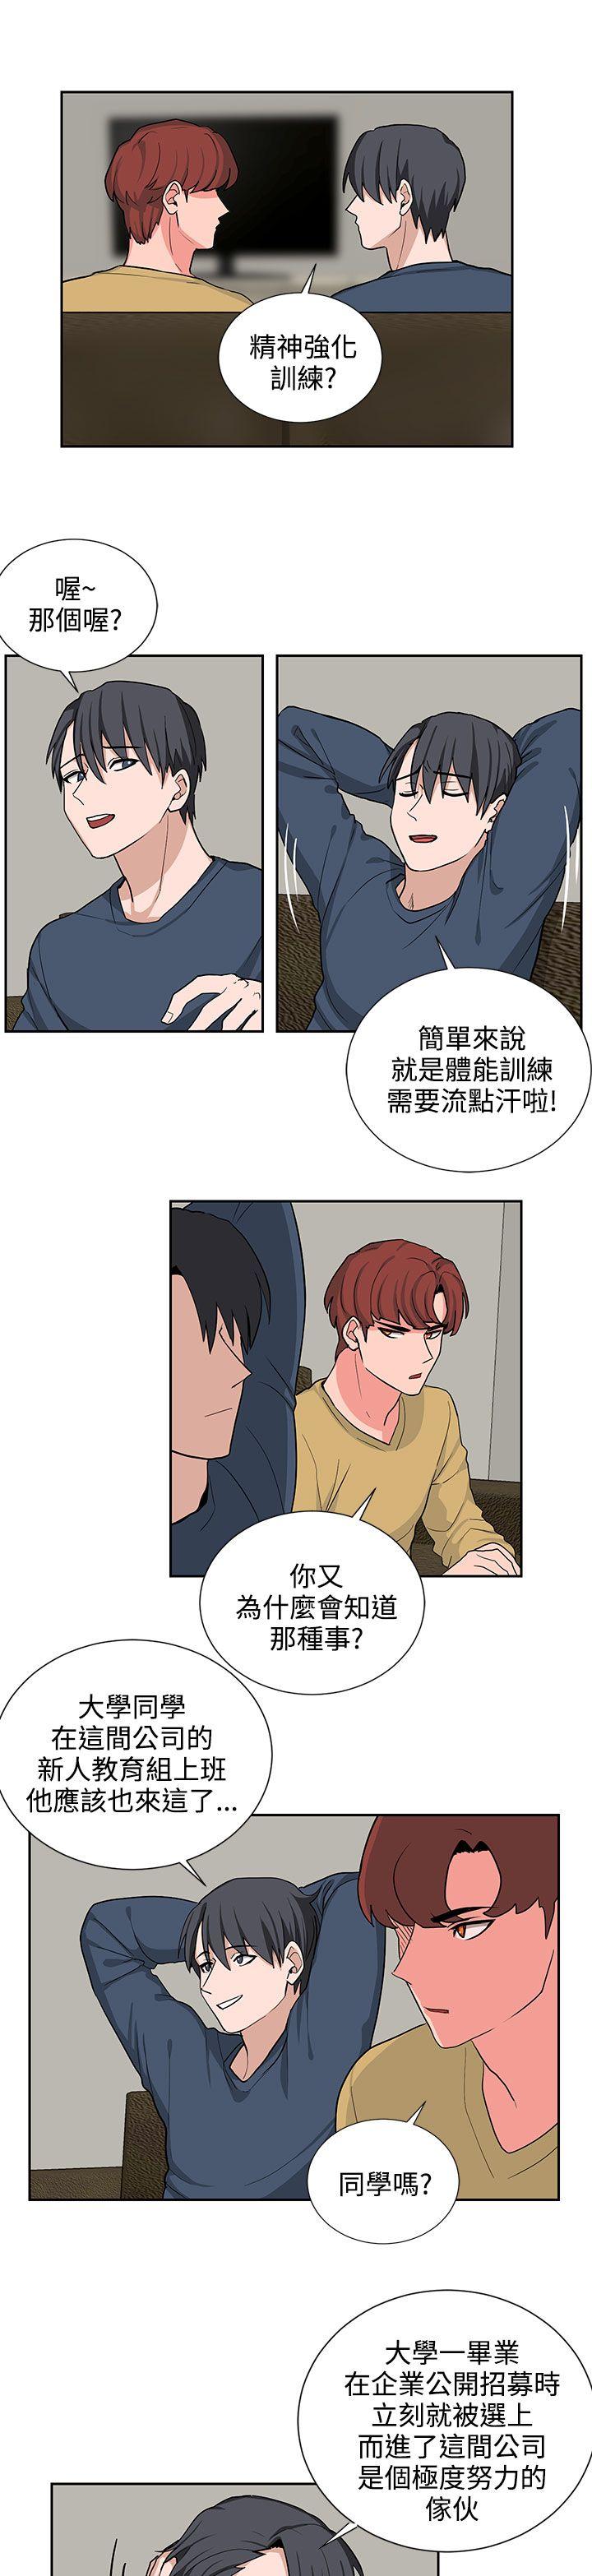 精神強化
訓練?
喔~
那個喔?
簡單來說
就是體能訓練
需要流點汗啦!
你又
為什麼會知道
那種事?
大學同學
在這間公司的
新人教育組上班
他應該也來這了...
同學嗎?
大學一畢業
在企業公開招募時
立刻就被選上
而進了這間公司
是個極度努力的
傢伙